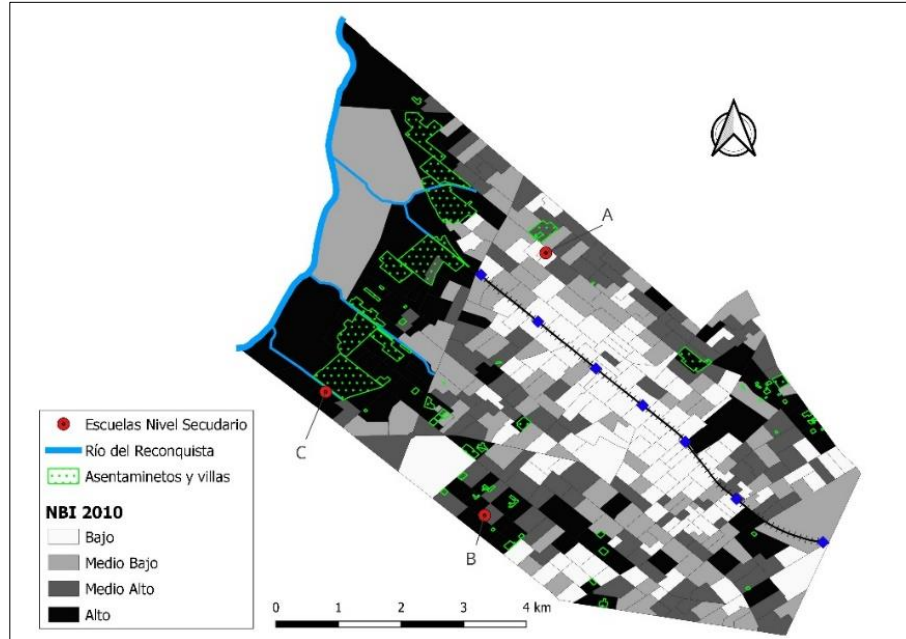 A
Escuelas Nivel Secudario
Río del Reconquista
Asentaminetos y villas
NBI 2010
Bajo
Medio Bajo
Medio Alto
Alto
C
B
0 1 2 3 4 km